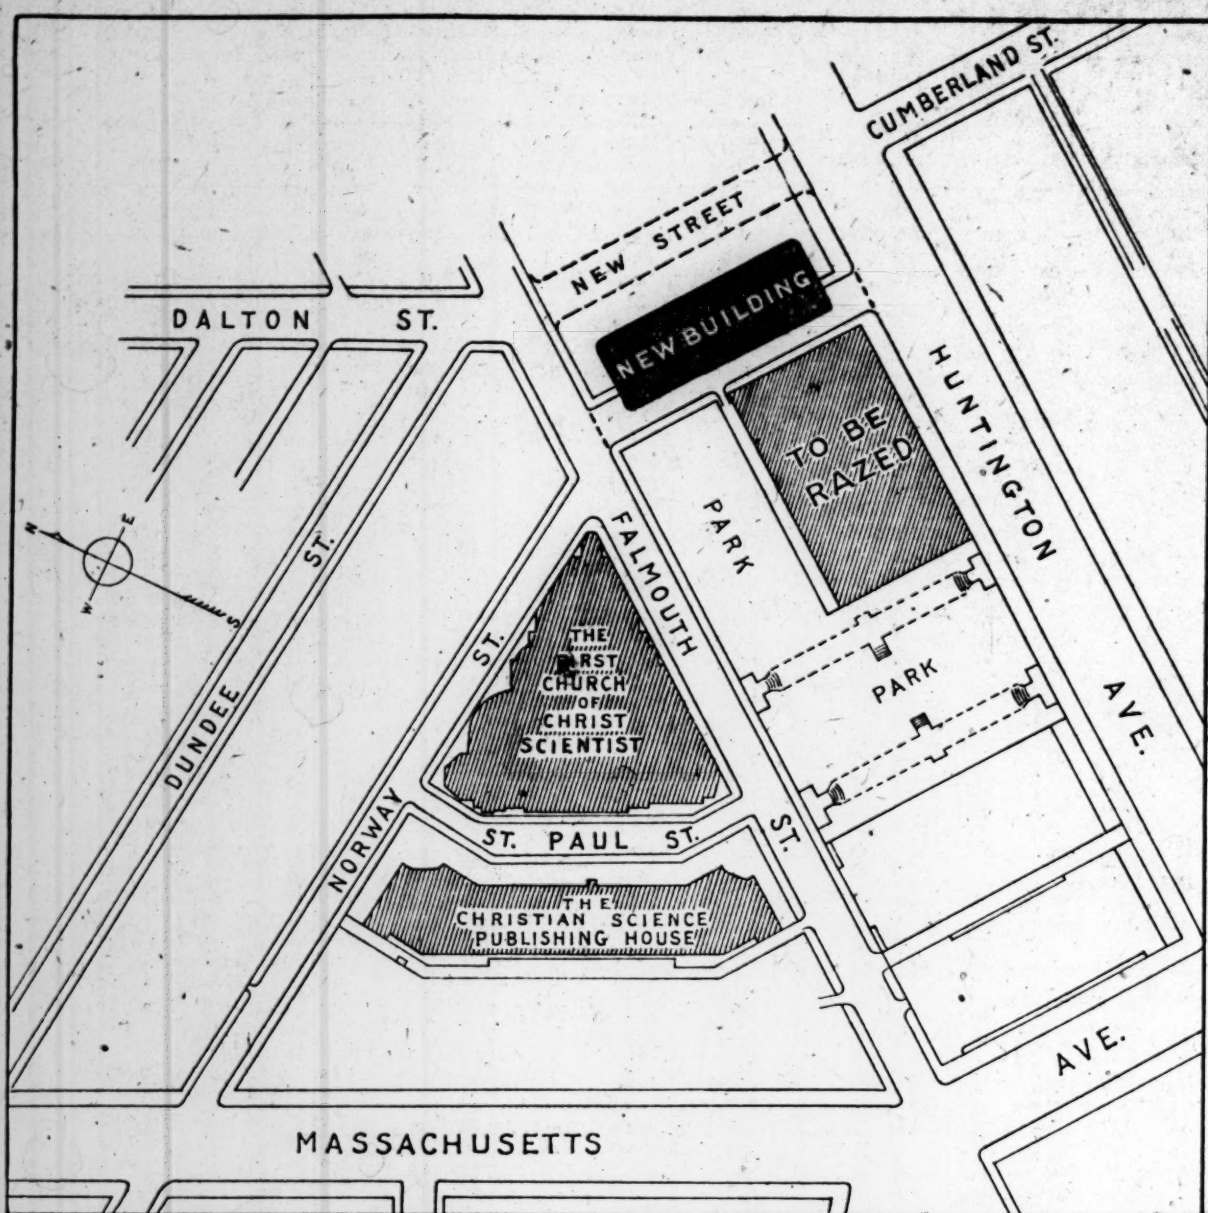 CUMBERLAND ST.
NEW STREET
NEW BUILDING
DALTON ST.
HUNTINGTON AVE.
TO BE
RAZED
PARK
FALMOUTH ST.
N
E
W
S
DUNDEE ST.
NORWAY ST.
THE
FIRST
CHURCH
OF
CHRIST
SCIENTIST
PARK
ST. PAUL ST.
THE
CHRISTIAN SCIENCE
PUBLISHING HOUSE
MASSACHUSETTS AVE.